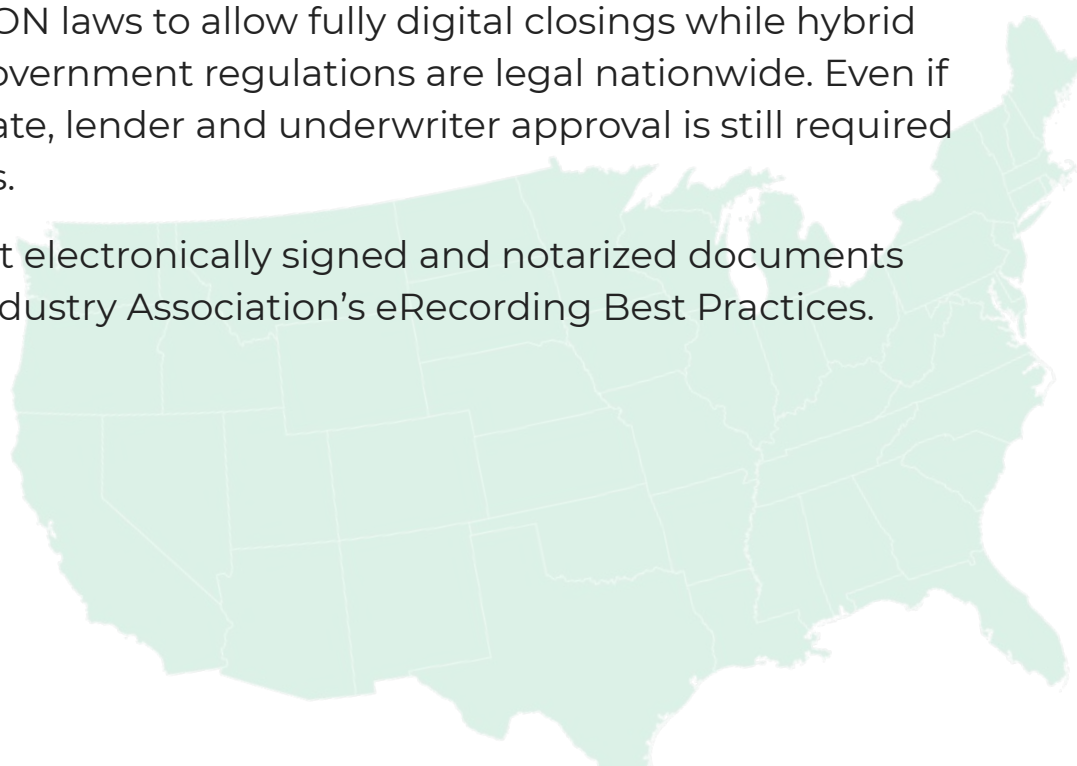 ON laws to allow fully digital closings while hybrid
overnment regulations are legal nationwide. Even if
ate, lender and underwriter approval is still required
s.
t electronically signed and notarized documents
dustry Association’s eRecording Best Practices.